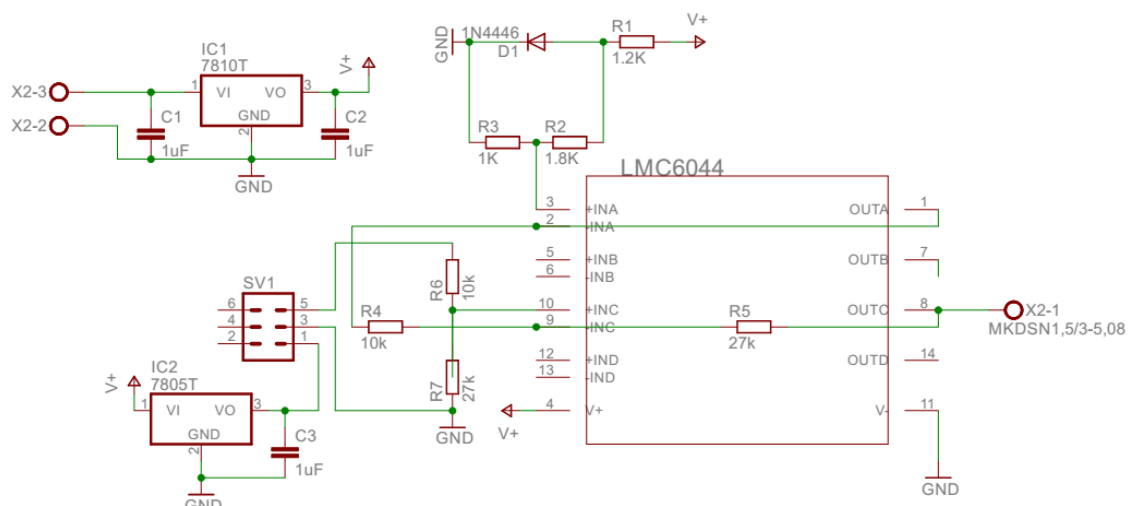 IC1
7810T
X2-3
X2-2
1
VI
VO
3
GND
2
C1
1uF
C2
1uF
V+
GND
GND
1N4446
D1
R1
1.2K
V+
R3
1K
R2
1.8K
LMC6044
3
+INA
2
-INA
5
+INB
6
-INB
10
+INC
9
-INC
12
+IND
13
-IND
4
V+
V+
OUTA
1
OUTB
7
OUTC
8
OUTD
14
V-
11
GND
X2-1
MKDSN1,5/3-5,08
R5
27k
R4
10k
R6
10k
R7
27k
GND
SV1
6
5
4
3
2
1
IC2
7805T
V+
1
VI
VO
3
GND
2
C3
1uF
GND